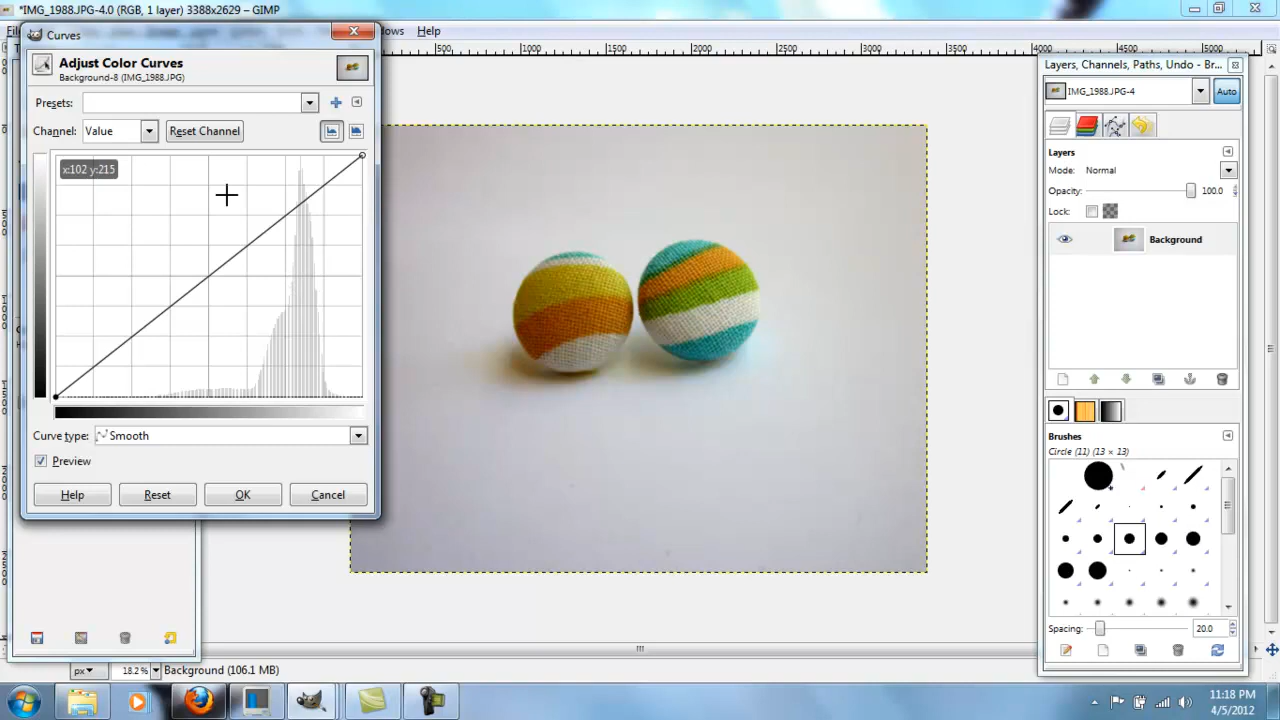 *IMG_1988.JPG-4.0 (RGB, 1 layer) 3388x2629 – GIMP
Help
Curves
Adjust Color Curves
Background-8 (IMG_1988.JPG)
Presets:
Channel: Value Reset Channel
x:102 y:215
Curve type: Smooth
Preview
Help Reset OK Cancel
500 1000 1500 2000 2500 3000 3500 4000 4500 5000
Layers, Channels, Paths, Undo - Br...
IMG_1988.JPG-4 Auto
Layers
Mode: Normal
Opacity: 100.0
Lock:
Background
Brushes
Circle (11) (13 × 13)
Spacing: 20.0
px 18.2% Background (106.1 MB)
11:18 PM
4/5/2012